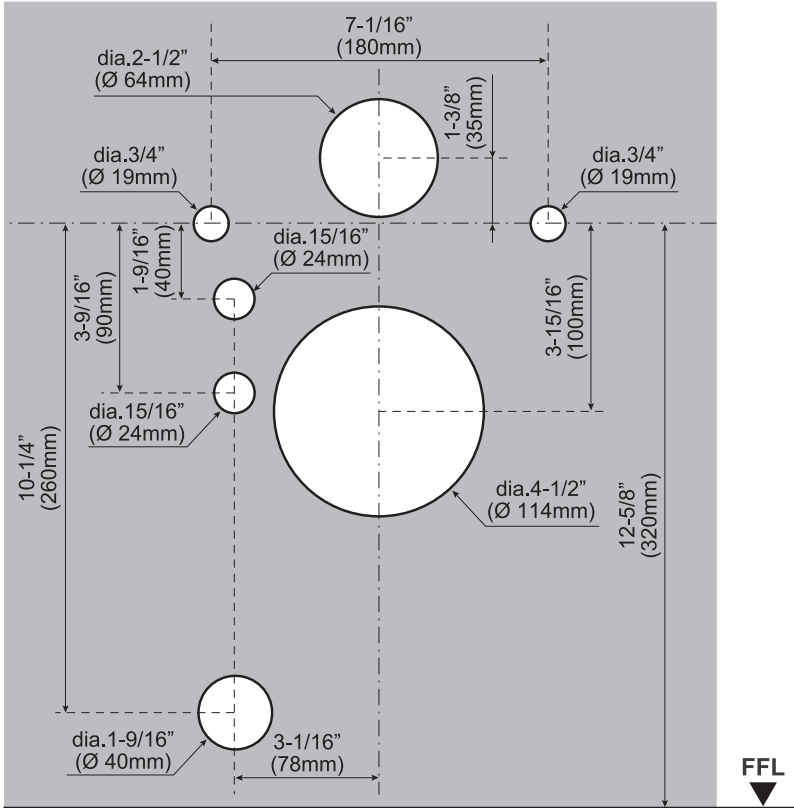 7-1/16”
(180mm)
dia.2-1/2”
(Ø 64mm)
1-3/8”
(35mm)
dia.3/4”
(Ø 19mm)
dia.3/4”
(Ø 19mm)
dia.15/16”
(Ø 24mm)
1-9/16”
(40mm)
3-9/16”
(90mm)
3-15/16”
(100mm)
dia.15/16”
(Ø 24mm)
10-1/4”
(260mm)
dia.4-1/2”
(Ø 114mm)
12-5/8”
(320mm)
dia.1-9/16”
(Ø 40mm)
3-1/16”
(78mm)
FFL